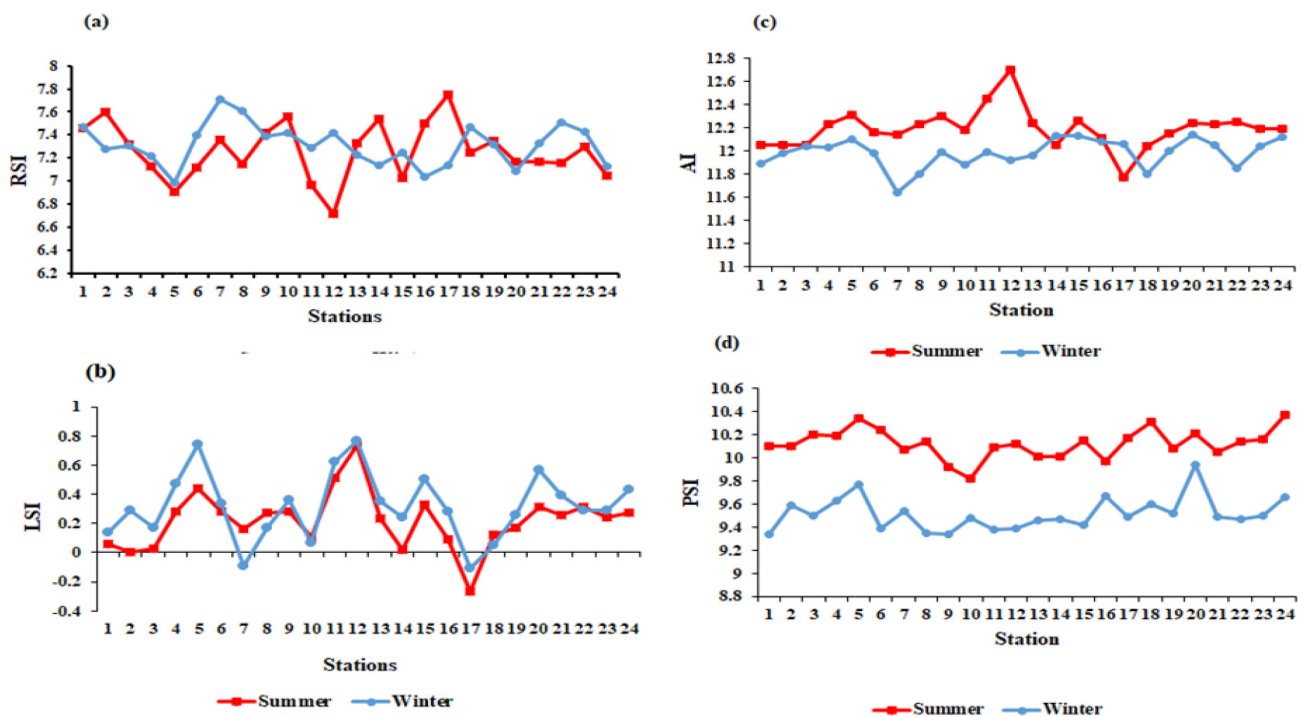 (a)
RSI
8
7.8
7.6
7.4
7.2
7
6.8
6.6
6.4
6.2
1 2 3 4 5 6 7 8 9 10 11 12 13 14 15 16 17 18 19 20 21 22 23 24
Stations
(b)
LSI
1
0.8
0.6
0.4
0.2
0
-0.2
-0.4
1 2 3 4 5 6 7 8 9 10 11 12 13 14 15 16 17 18 19 20 21 22 23 24
Stations
Summer Winter
(c)
AI
12.8
12.6
12.4
12.2
12
11.8
11.6
11.4
11.2
11
1 2 3 4 5 6 7 8 9 10 11 12 13 14 15 16 17 18 19 20 21 22 23 24
Station
Summer Winter
(d)
PSI
10.6
10.4
10.2
10
9.8
9.6
9.4
9.2
9
8.8
1 2 3 4 5 6 7 8 9 10 11 12 13 14 15 16 17 18 19 20 21 22 23 24
Station
Summer Winter